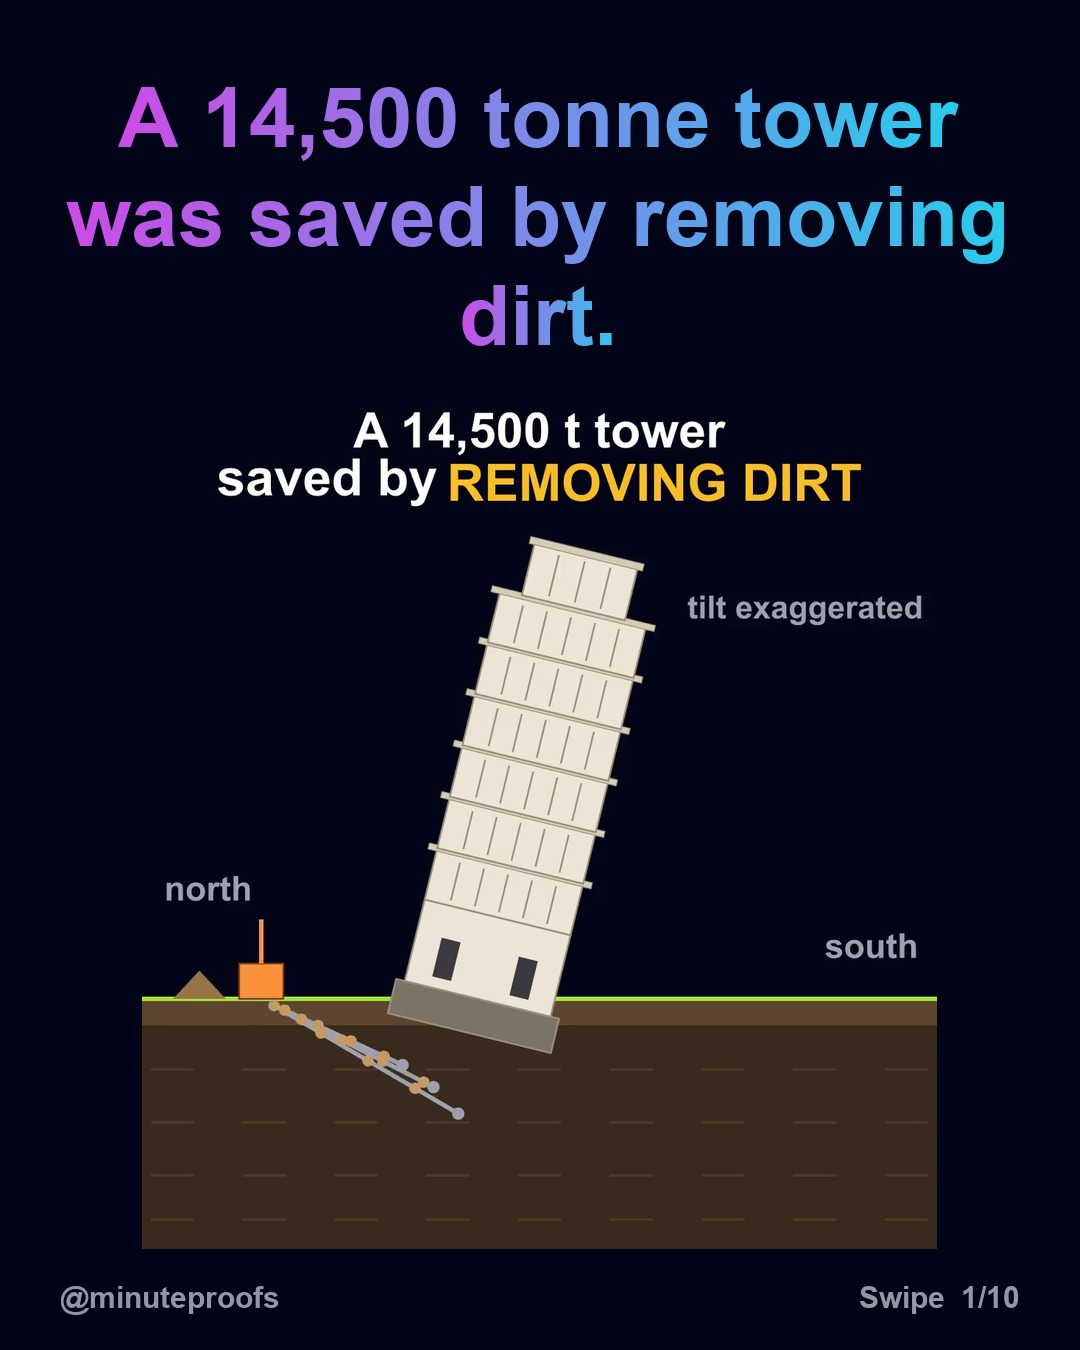 A 14,500 tonne tower
was saved by removing
dirt.
A 14,500 t tower
saved by REMOVING DIRT
tilt exaggerated
north
south
@minuteproofs
Swipe 1/10